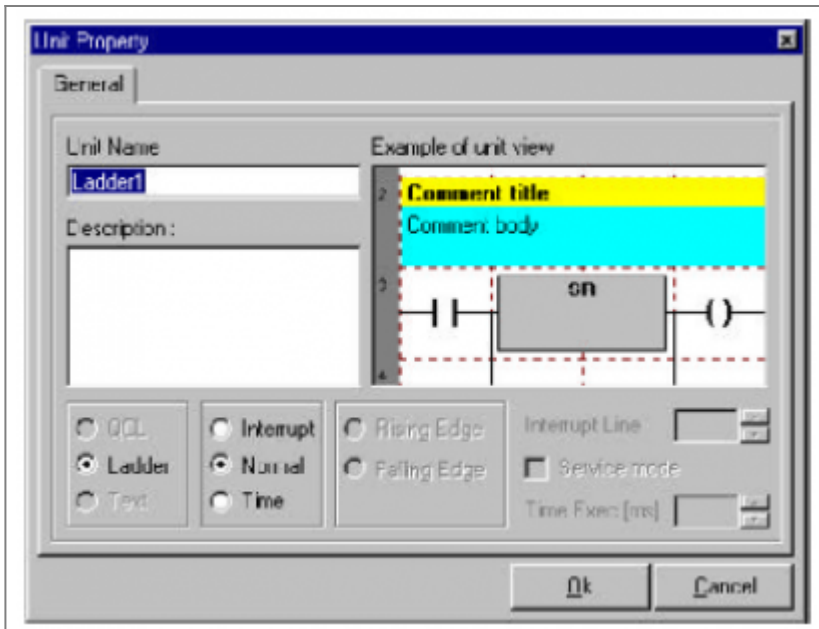 Unit Property
General
Unit Name
Ladder1
Description :
Example of unit view
2
Comment title
Comment body
3
sn
4
QCL
Ladder
Text
Interrupt
Normal
Time
Rising Edge
Falling Edge
Interrupt Line
Service mode
Time Exec [ms]
Ok
Cancel